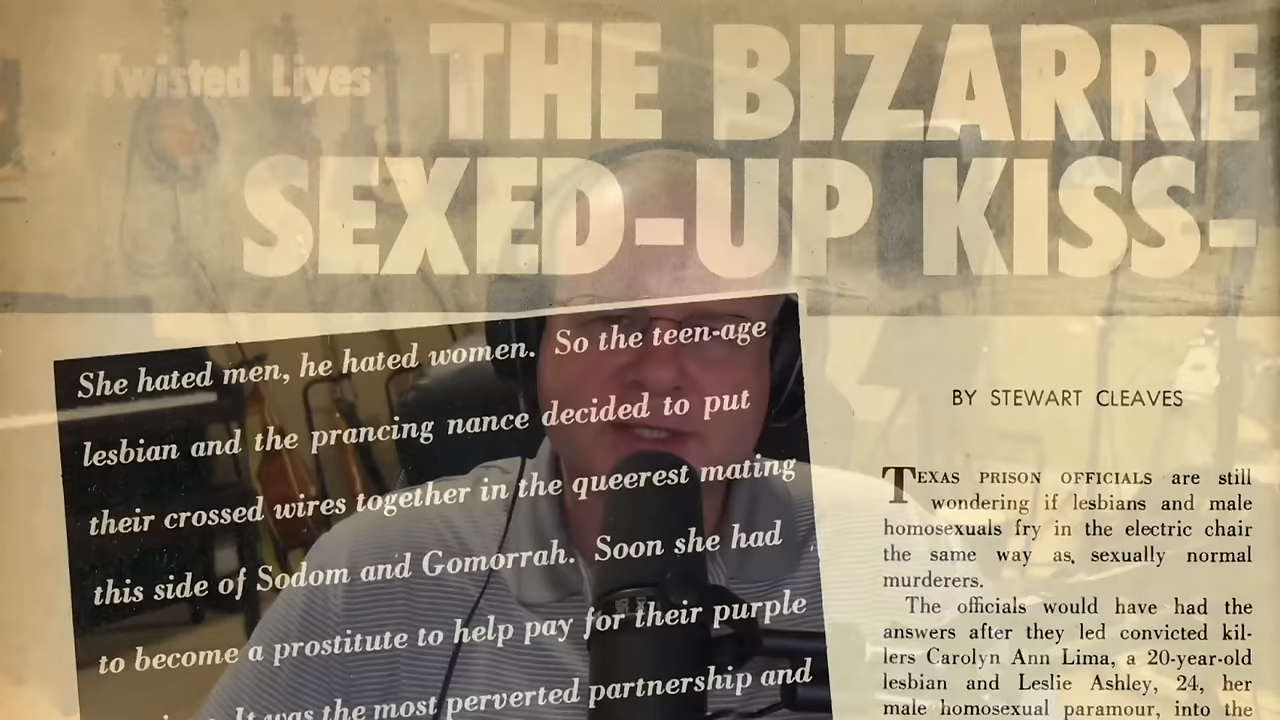 Twisted Lives
THE BIZARRE
SEXED-UP KISS-
She hated men, he hated women. So the teen-age
lesbian and the prancing nance decided to put
their crossed wires together in the queerest mating
this side of Sodom and Gomorrah. Soon she had
to become a prostitute to help pay for their purple
It was the most perverted partnership and
BY STEWART CLEAVES
TEXAS PRISON OFFICIALS are still
wondering if lesbians and male
homosexuals fry in the electric chair
the same way as, sexually normal
murderers.
The officials would have had the
answers after they led convicted kil-
lers Carolyn Ann Lima, a 20-year-old
lesbian and Leslie Ashley, 24, her
male homosexual paramour, into the